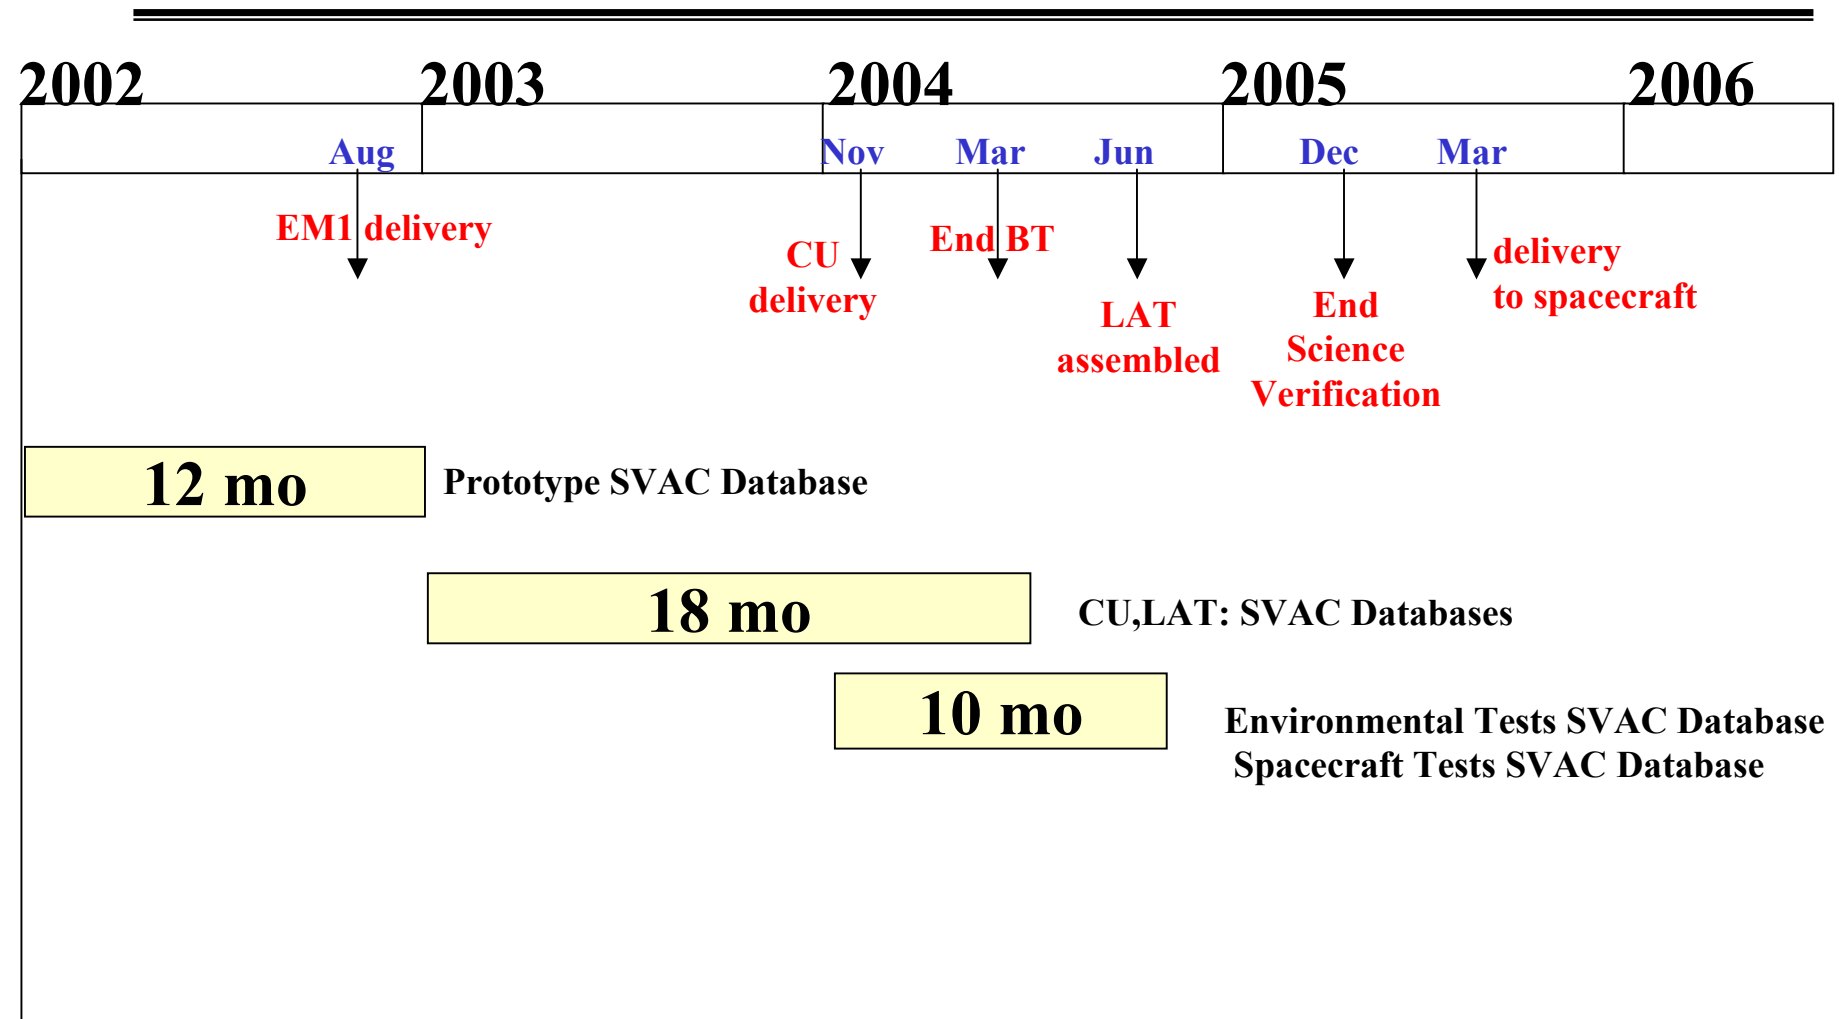 2002 2003 2004 2005 2006
Aug Nov Mar Jun Dec Mar
EM1 delivery
CU
delivery
End BT
LAT
assembled
End
Science
Verification
delivery
to spacecraft
12 mo
Prototype SVAC Database
18 mo
CU,LAT: SVAC Databases
10 mo
Environmental Tests SVAC Database
Spacecraft Tests SVAC Database